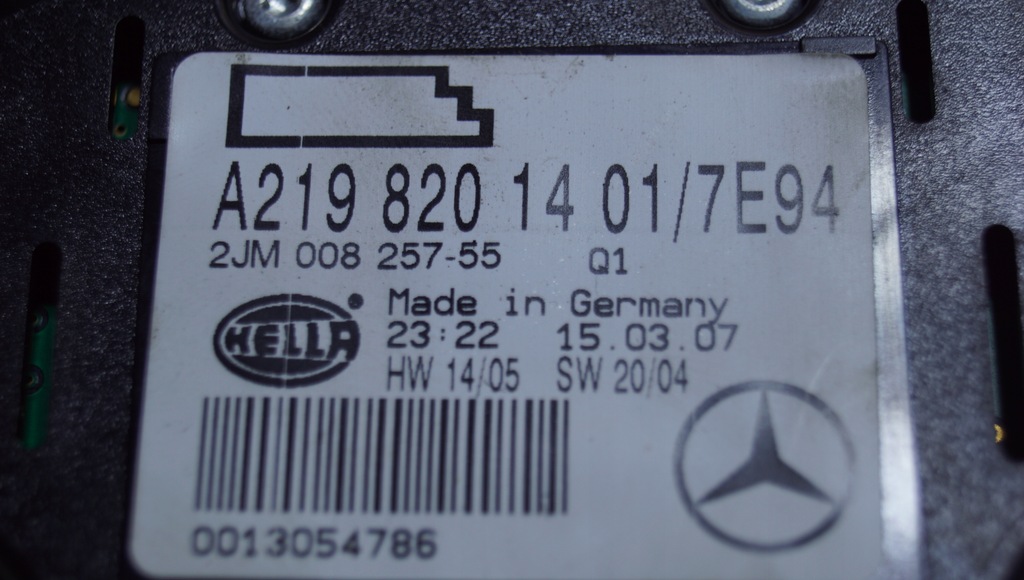 A219 820 14 01/7E94
2JM 008 257-55 Q1
HELLA ® Made in Germany
23:22 15.03.07
HW 14/05 SW 20/04
0013054786